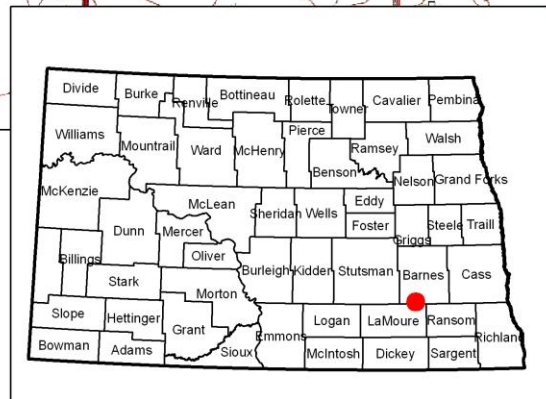 Divide Burke Renville Bottineau Rolette Towner Cavalier Pembina
Williams Mountrail Ward McHenry Pierce Benson Ramsey Walsh
McKenzie Nelson Grand Forks
McLean Sheridan Wells Eddy
Dunn Mercer Foster Griggs Steele Traill
Billings Oliver Burleigh Kidder Stutsman Barnes Cass
Stark Morton
Slope Hettinger Grant Emmons Logan LaMoure Ransom Richland
Bowman Adams Sioux McIntosh Dickey Sargent